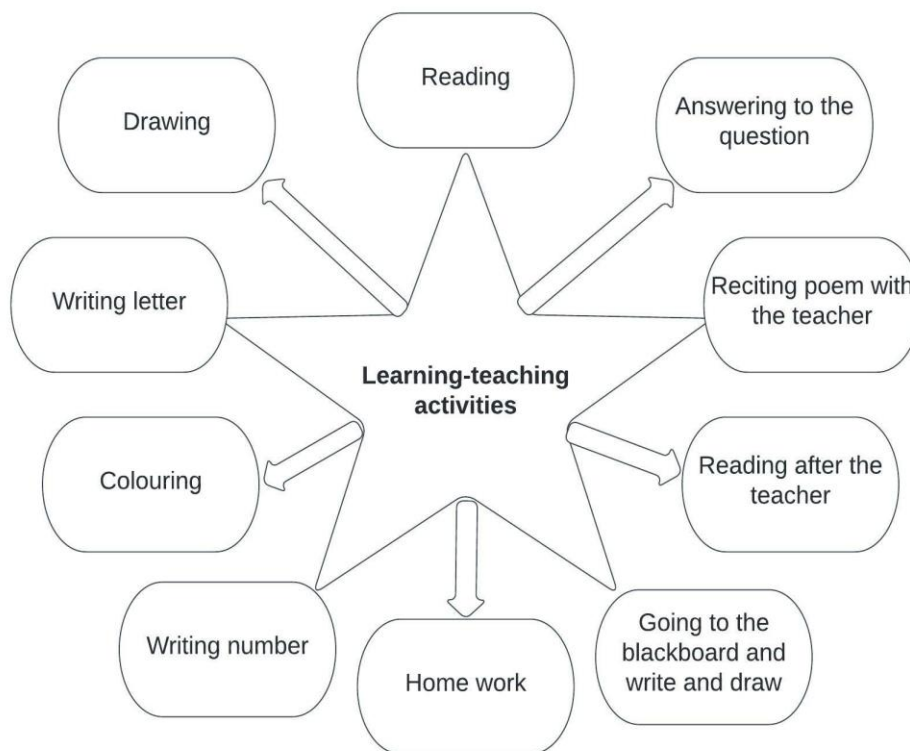 Reading
Drawing
Answering to the
question
Writing letter
Reciting poem with
the teacher
Learning-teaching
activities
Colouring
Reading after the
teacher
Writing number
Home work
Going to the
blackboard and
write and draw